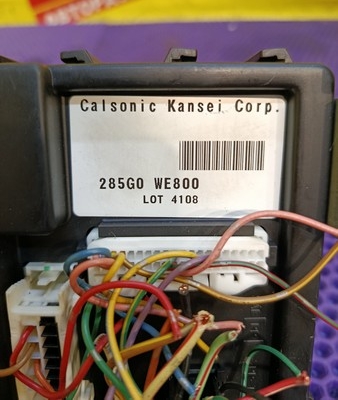 Calsonic Kansei Corp.
285G0 WE800
LOT 4108